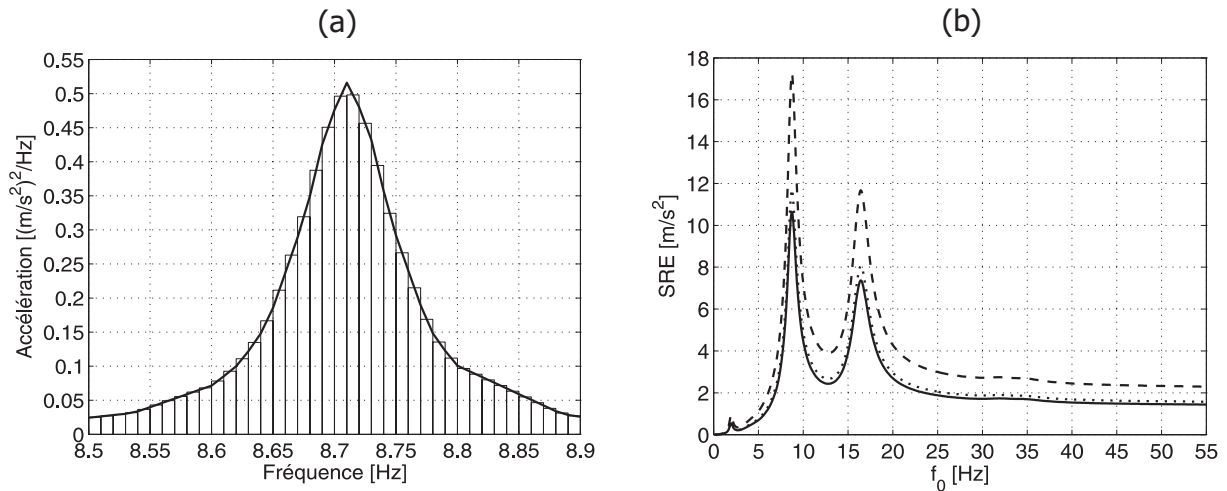 (a)
Accélération [(m/s²)²/Hz]
0.55
0.5
0.45
0.4
0.35
0.3
0.25
0.2
0.15
0.1
0.05
0
8.5 8.55 8.6 8.65 8.7 8.75 8.8 8.85 8.9
Fréquence [Hz]
(b)
SRE [m/s²]
18
16
14
12
10
8
6
4
2
0
0 5 10 15 20 25 30 35 40 45 50 55
f₀ [Hz]